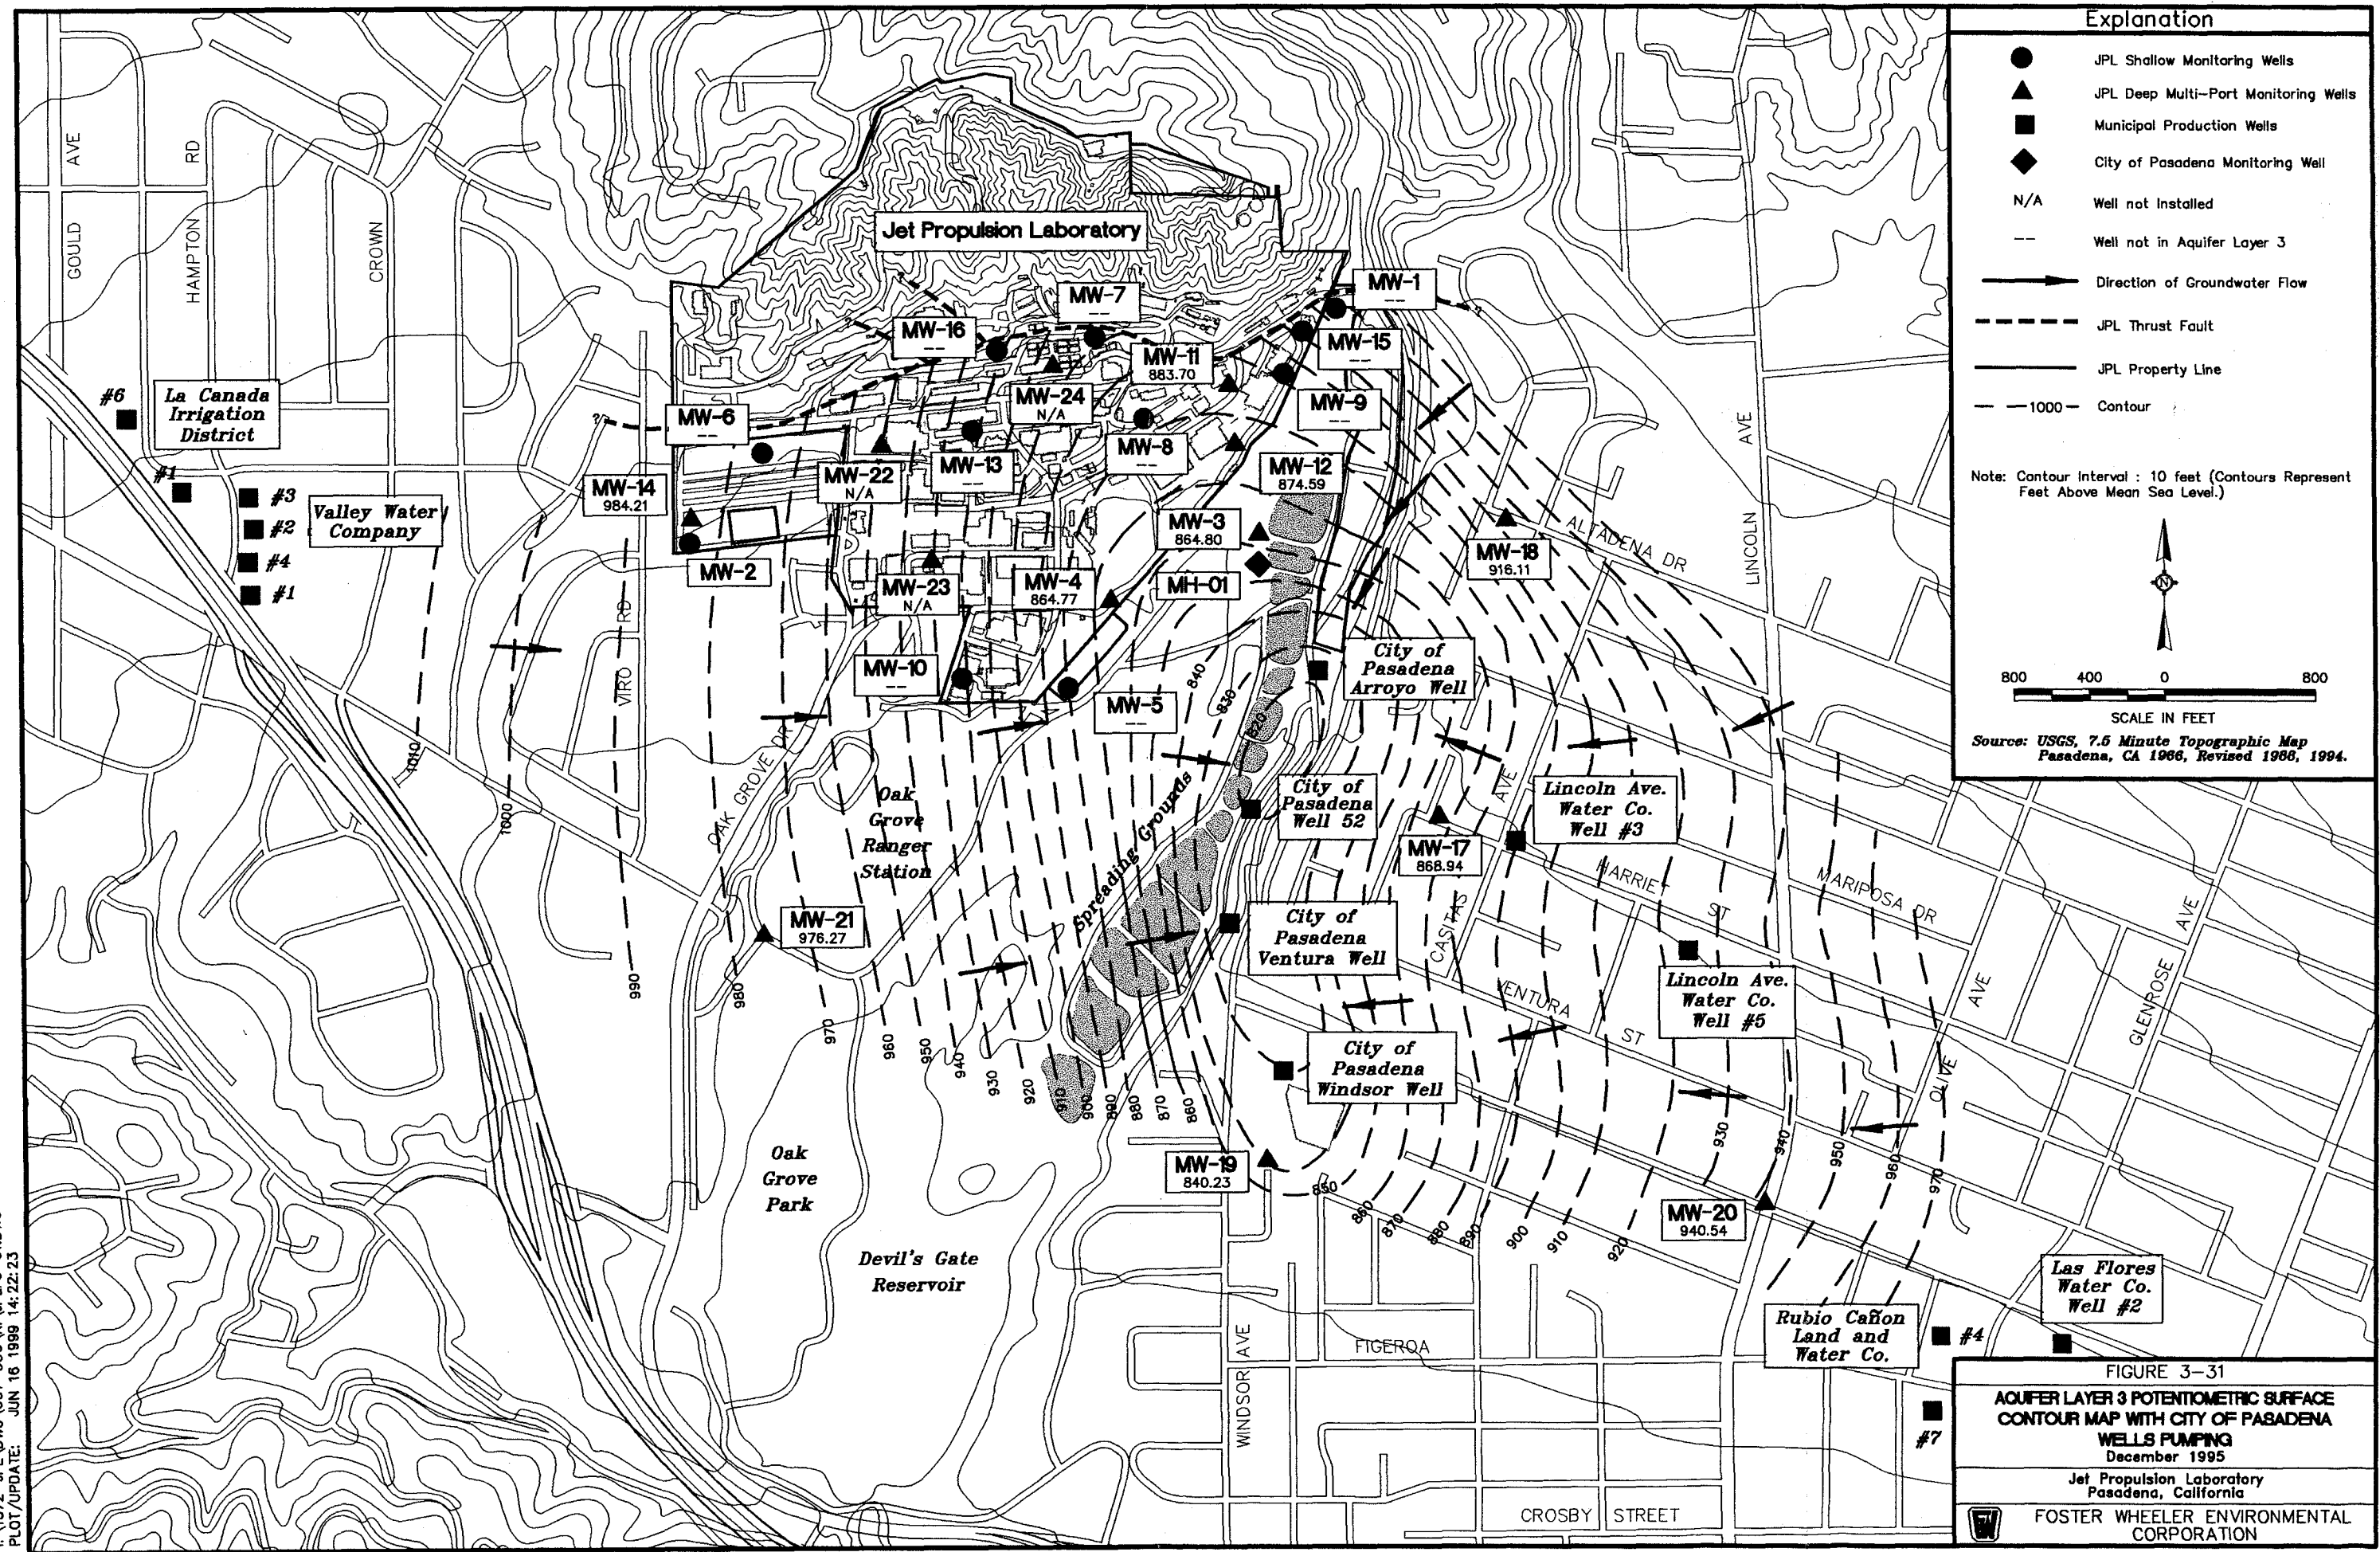 Explanation
JPL Shallow Monitoring Wells
JPL Deep Multi-Port Monitoring Wells
Municipal Production Wells
City of Pasadena Monitoring Well
N/A Well not Installed
-- Well not in Aquifer Layer 3
Direction of Groundwater Flow
JPL Thrust Fault
JPL Property Line
1000 Contour
Note: Contour Interval : 10 feet (Contours Represent
Feet Above Mean Sea Level.)
N
800 400 0 800
SCALE IN FEET
Source: USGS, 7.5 Minute Topographic Map
Pasadena, CA 1966, Revised 1986, 1994.
GOULD AVE
HAMPTON RD
CROWN
Jet Propulsion Laboratory
MW-1
--
MW-7
--
MW-16
--
MW-15
--
MW-11
883.70
MW-24
N/A
MW-9
--
MW-6
--
MW-8
--
MW-13
--
MW-22
N/A
MW-12
874.59
MW-14
984.21
MW-3
864.80
MW-18
916.11
MW-2
MW-23
N/A
MW-4
864.77
MH-01
MW-10
--
MW-5
--
#6
La Canada
Irrigation
District
#1
#3
#2
#4
#1
Valley Water
Company
VIRO RD
OAK GROVE DR
ALTADENA DR
LINCOLN AVE
City of
Pasadena
Arroyo Well
840
830
820
1010
1000
990
980
970
960
950
940
930
920
910
900
890
880
870
860
Oak
Grove
Ranger
Station
Spreading Grounds
City of
Pasadena
Well 52
Lincoln Ave.
Water Co.
Well #3
MW-17
868.94
CASITAS AVE
HARRIET ST
MARIPOSA DR
MW-21
976.27
City of
Pasadena
Ventura Well
VENTURA ST
Lincoln Ave.
Water Co.
Well #5
OLIVE AVE
GLENROSE AVE
City of
Pasadena
Windsor Well
Oak
Grove
Park
MW-19
840.23
850
860
870
880
890
900
910
920
930
940
950
960
970
MW-20
940.54
Devil's Gate
Reservoir
WINDSOR AVE
FIGEROA
CROSBY STREET
Rubio Cañon
Land and
Water Co.
#4
Las Flores
Water Co.
Well #2
#7
FIGURE 3-31
AQUIFER LAYER 3 POTENTIOMETRIC SURFACE
CONTOUR MAP WITH CITY OF PASADENA
WELLS PUMPING
December 1995
Jet Propulsion Laboratory
Pasadena, California
FOSTER WHEELER ENVIRONMENTAL
CORPORATION
PLOT/UPDATE: JUN 16 1999 14:22:23